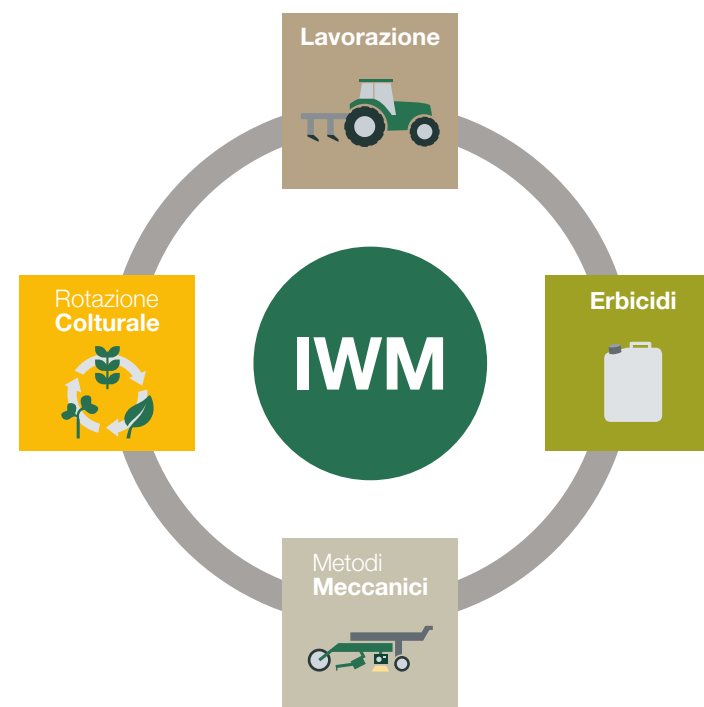 Lavorazione
Rotazione
Colturale
IWM
Erbicidi
Metodi
Meccanici